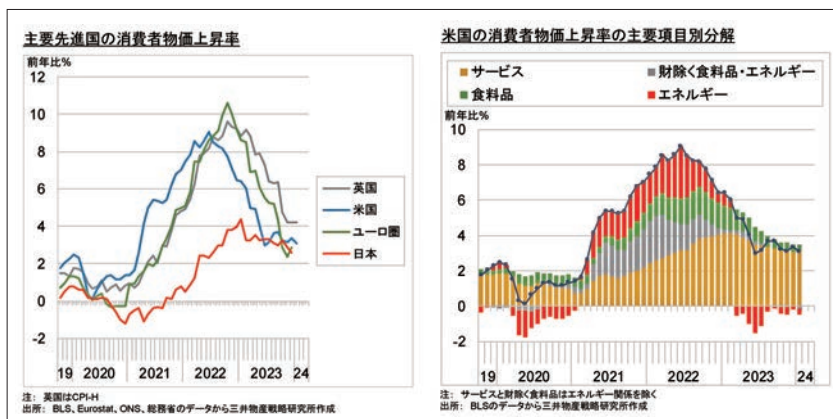 主要先進国の消費者物価上昇率
前年比%
12
10
8
6
4
2
0
-2
英国
米国
ユーロ圏
日本
19 2020 2021 2022 2023 24
注: 英国はCPI-H
出所: BLS、Eurostat、ONS、総務省のデータから三井物産戦略研究所作成
米国の消費者物価上昇率の主要項目別分解
サービス 財除く食料品・エネルギー
食料品 エネルギー
前年比%
10
8
6
4
2
0
-2
19 2020 2021 2022 2023 24
注: サービスと財除く食料品はエネルギー関係を除く
出所: BLSのデータから三井物産戦略研究所作成